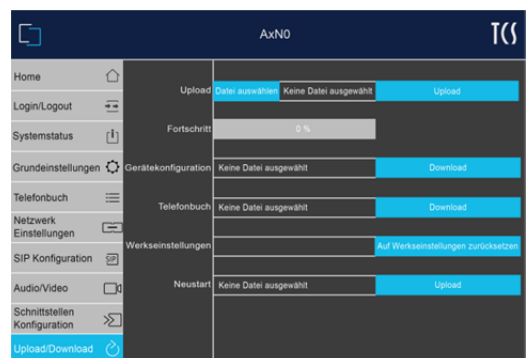 AxN0
TCS
Home
Login/Logout
Systemstatus
Grundeinstellungen
Telefonbuch
Netzwerk
Einstellungen
SIP Konfiguration
SIP
Audio/Video
Schnittstellen
Konfiguration
Upload/Download
Upload Datei auswählen Keine Datei ausgewählt Upload
Fortschritt 0 %
Gerätekonfiguration Keine Datei ausgewählt Download
Telefonbuch Keine Datei ausgewählt Download
Werkseinstellungen Auf Werkseinstellungen zurücksetzen
Neustart Keine Datei ausgewählt Upload